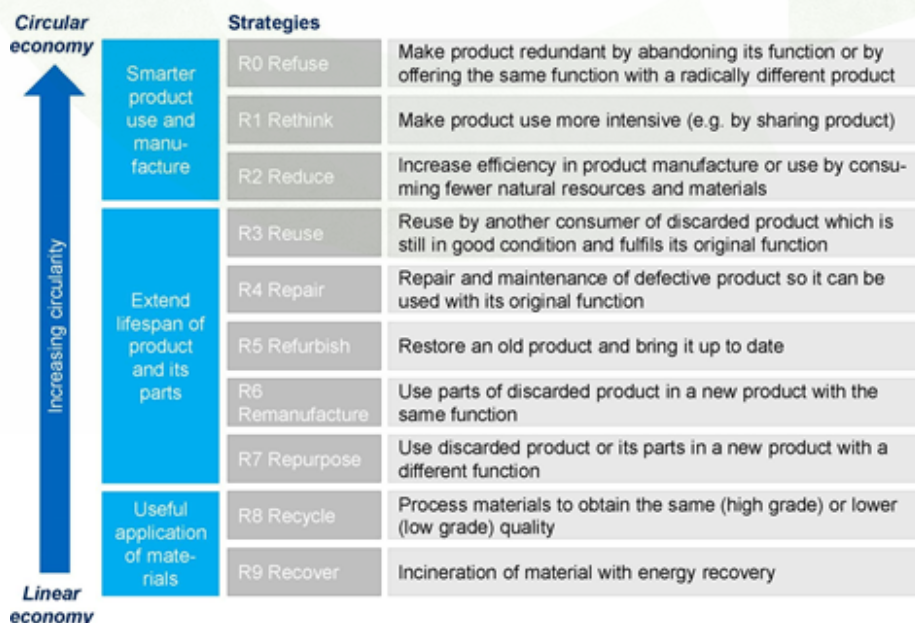 Circular
economy
Strategies
Increasing circularity
Linear
economy
Smarter
product
use and
manu-
facture
R0 Refuse
Make product redundant by abandoning its function or by
offering the same function with a radically different product
R1 Rethink
Make product use more intensive (e.g. by sharing product)
R2 Reduce
Increase efficiency in product manufacture or use by consu-
ming fewer natural resources and materials
Extend
lifespan of
product
and its
parts
R3 Reuse
Reuse by another consumer of discarded product which is
still in good condition and fulfils its original function
R4 Repair
Repair and maintenance of defective product so it can be
used with its original function
R5 Refurbish
Restore an old product and bring it up to date
R6
Remanufacture
Use parts of discarded product in a new product with the
same function
R7 Repurpose
Use discarded product or its parts in a new product with a
different function
Useful
application
of mate-
rials
R8 Recycle
Process materials to obtain the same (high grade) or lower
(low grade) quality
R9 Recover
Incineration of material with energy recovery